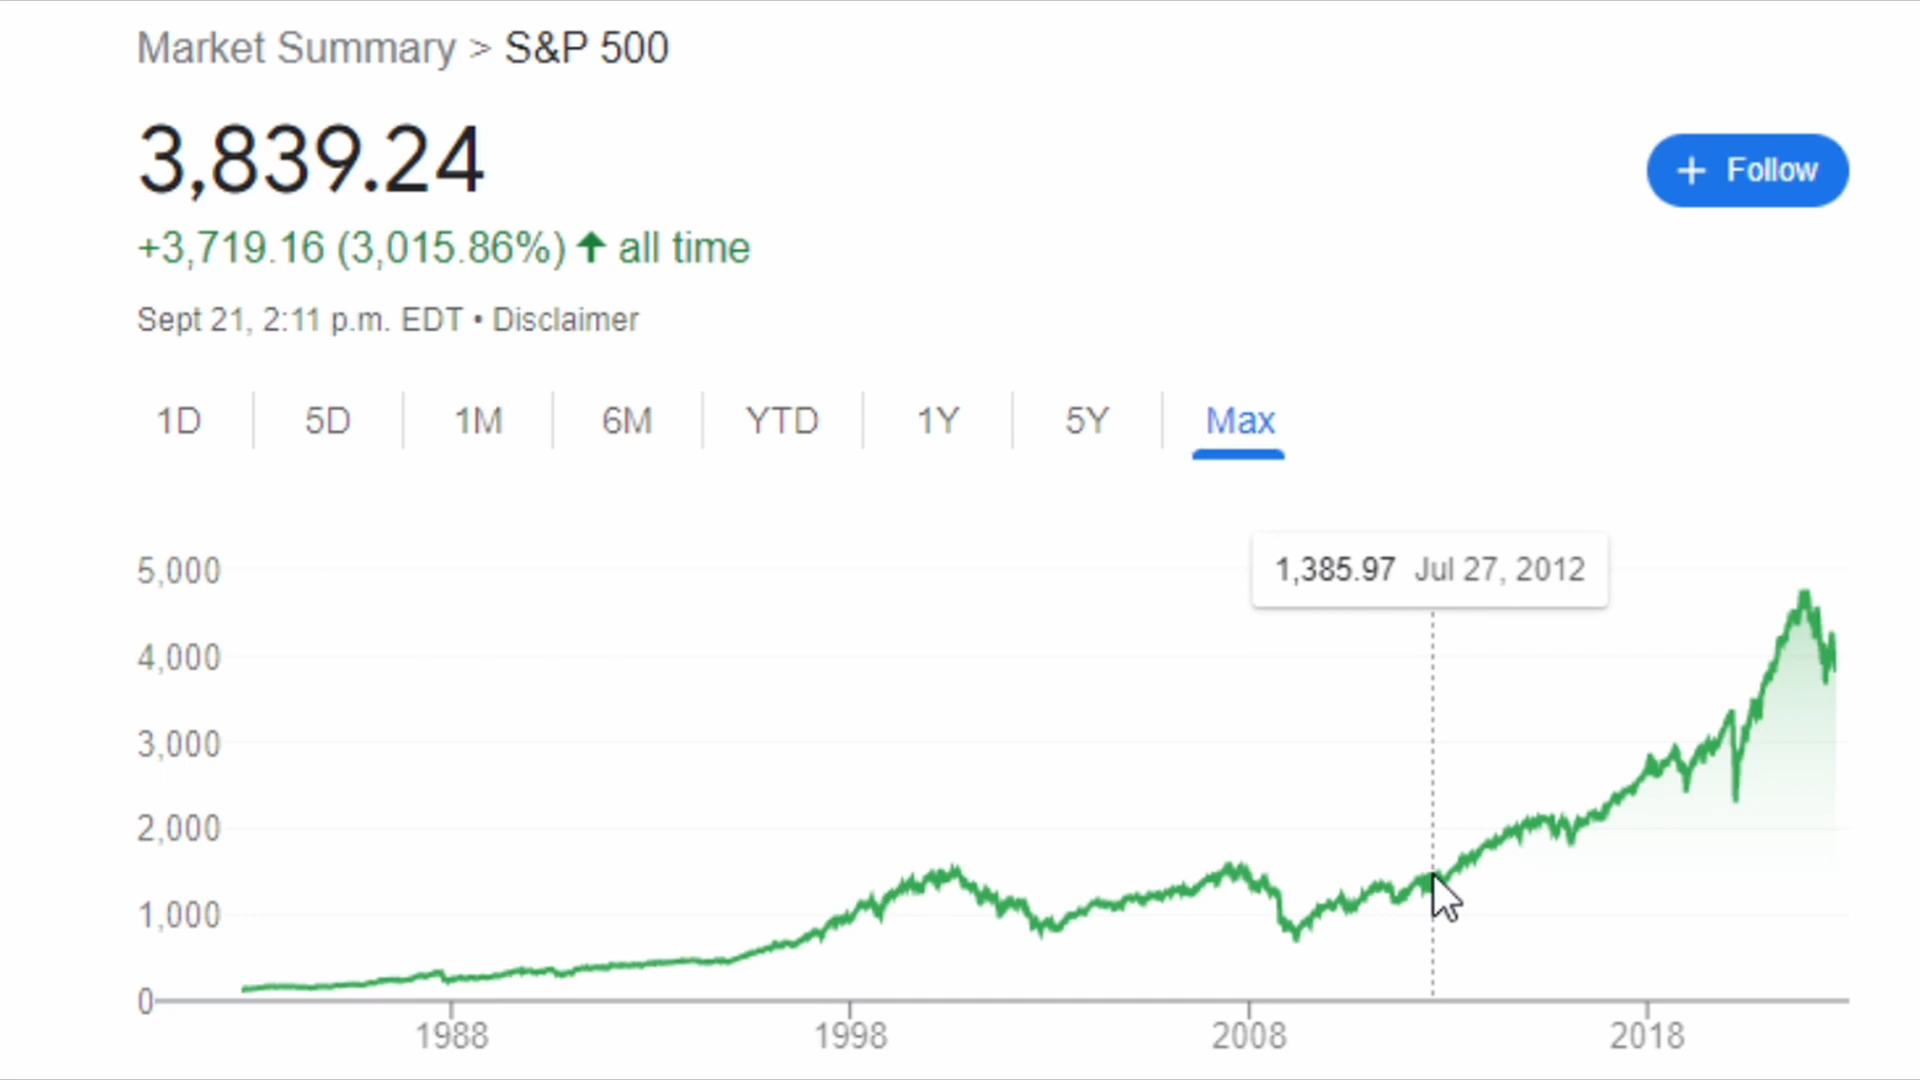 Market Summary > S&P 500
3,839.24
+ Follow
+3,719.16 (3,015.86%) ↑ all time
Sept 21, 2:11 p.m. EDT • Disclaimer
1D 5D 1M 6M YTD 1Y 5Y Max
1,385.97 Jul 27, 2012
5,000
4,000
3,000
2,000
1,000
0
1988 1998 2008 2018